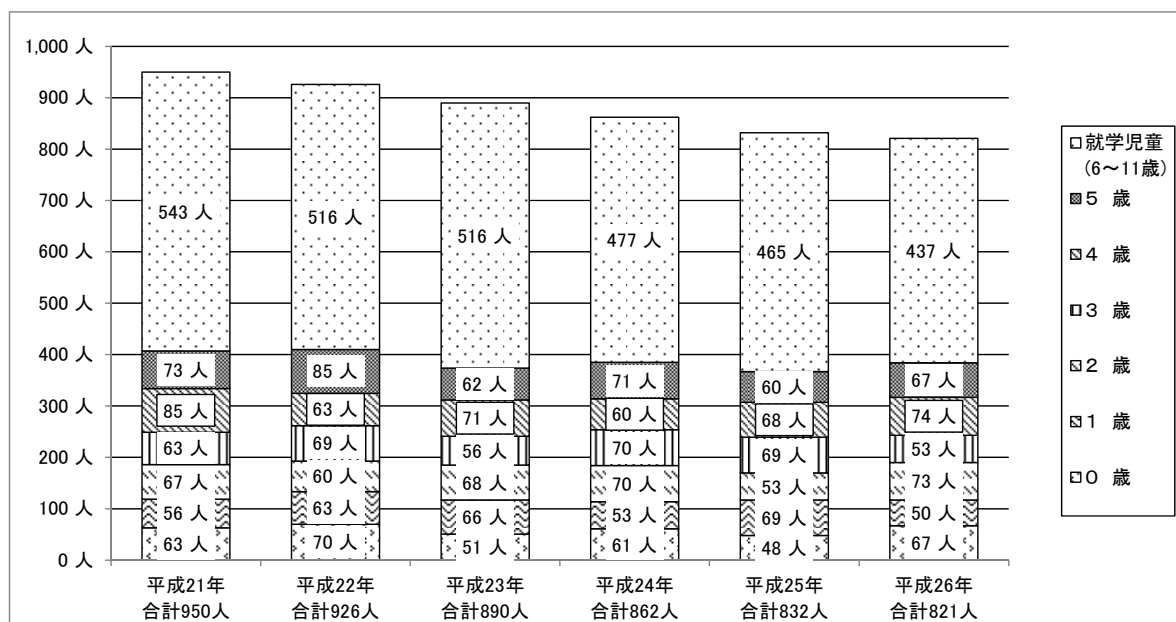 1,000 人
900 人
800 人
700 人
600 人
500 人
400 人
300 人
200 人
100 人
0 人
543 人
73 人
85 人
63 人
67 人
56 人
63 人
516 人
85 人
63 人
69 人
60 人
63 人
70 人
516 人
62 人
71 人
56 人
68 人
66 人
51 人
477 人
71 人
60 人
70 人
70 人
53 人
61 人
465 人
60 人
68 人
69 人
53 人
69 人
48 人
437 人
67 人
74 人
53 人
73 人
50 人
67 人
平成21年
合計950人
平成22年
合計926人
平成23年
合計890人
平成24年
合計862人
平成25年
合計832人
平成26年
合計821人
就学児童
(6～11歳)
5 歳
4 歳
3 歳
2 歳
1 歳
0 歳